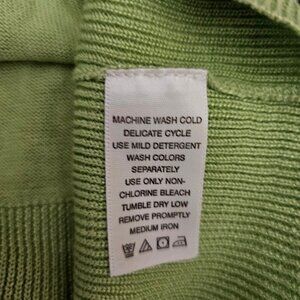 MACHINE WASH COLD
DELICATE CYCLE
USE MILD DETERGENT
WASH COLORS
SEPARATELY
USE ONLY NON-
CHLORINE BLEACH
TUMBLE DRY LOW
REMOVE PROMPTLY
MEDIUM IRON